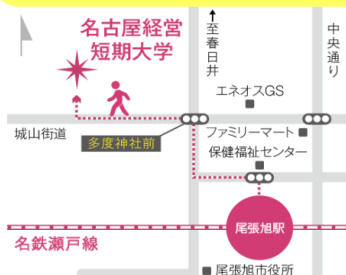 名古屋経営
短期大学
至春日井
中央通り
エネオスGS
城山街道
多度神社前
ファミリーマート
保健福祉センター
尾張旭駅
名鉄瀬戸線
尾張旭市役所